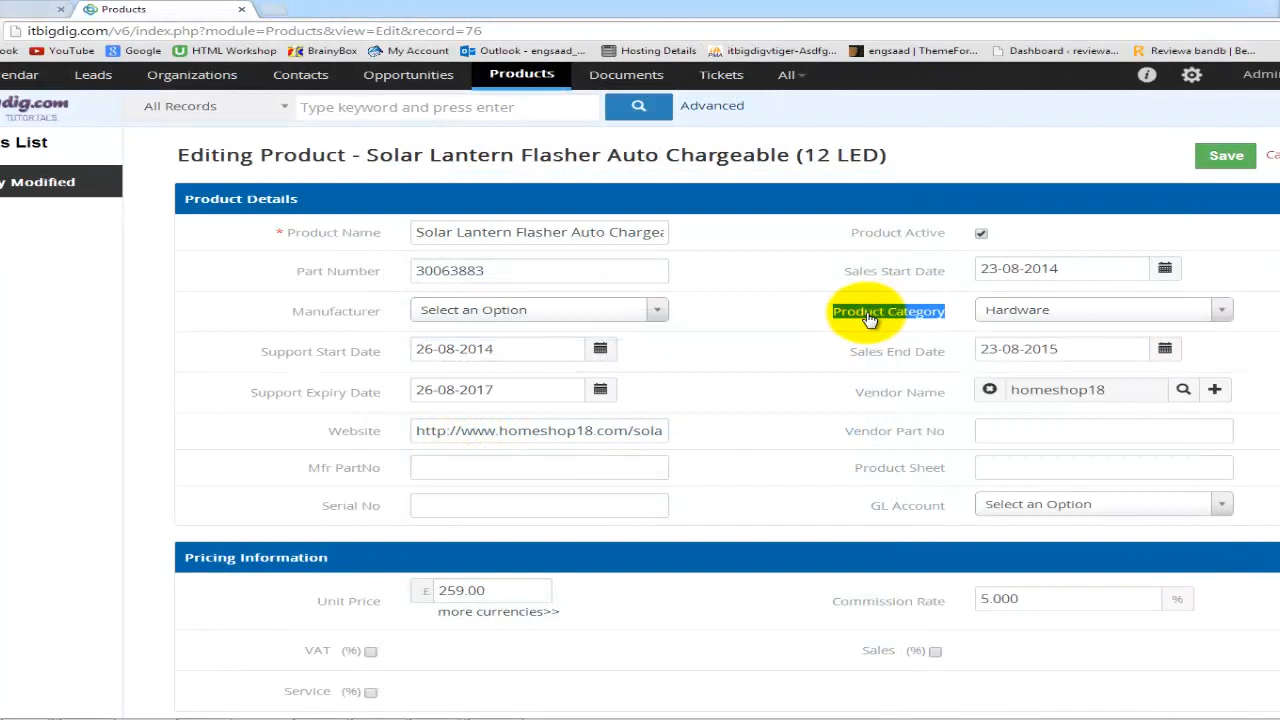 Products
itbigdig.com/v6/index.php?module=Products&view=Edit&record=76
ook YouTube Google HTML Workshop BrainyBox My Account Outlook - engsaad_... Hosting Details itbigdigvtiger-Asdfg... engsaad | ThemeFor... Dashboard ‹ reviewa... Reviewa bandb | Be...
endar Leads Organizations Contacts Opportunities Products Documents Tickets All Admi
gdig.com All Records Type keyword and press enter Advanced
TUTORIALS
ts List
y Modified
Editing Product - Solar Lantern Flasher Auto Chargeable (12 LED) Save Ca
Product Details
* Product Name Solar Lantern Flasher Auto Chargea Product Active
Part Number 30063883 Sales Start Date 23-08-2014
Manufacturer Select an Option Product Category Hardware
Support Start Date 26-08-2014 Sales End Date 23-08-2015
Support Expiry Date 26-08-2017 Vendor Name homeshop18
Website http://www.homeshop18.com/sola Vendor Part No
Mfr PartNo Product Sheet
Serial No GL Account Select an Option
Pricing Information
Unit Price £ 259.00 Commission Rate 5.000 %
more currencies>>
VAT (%) Sales (%)
Service (%)